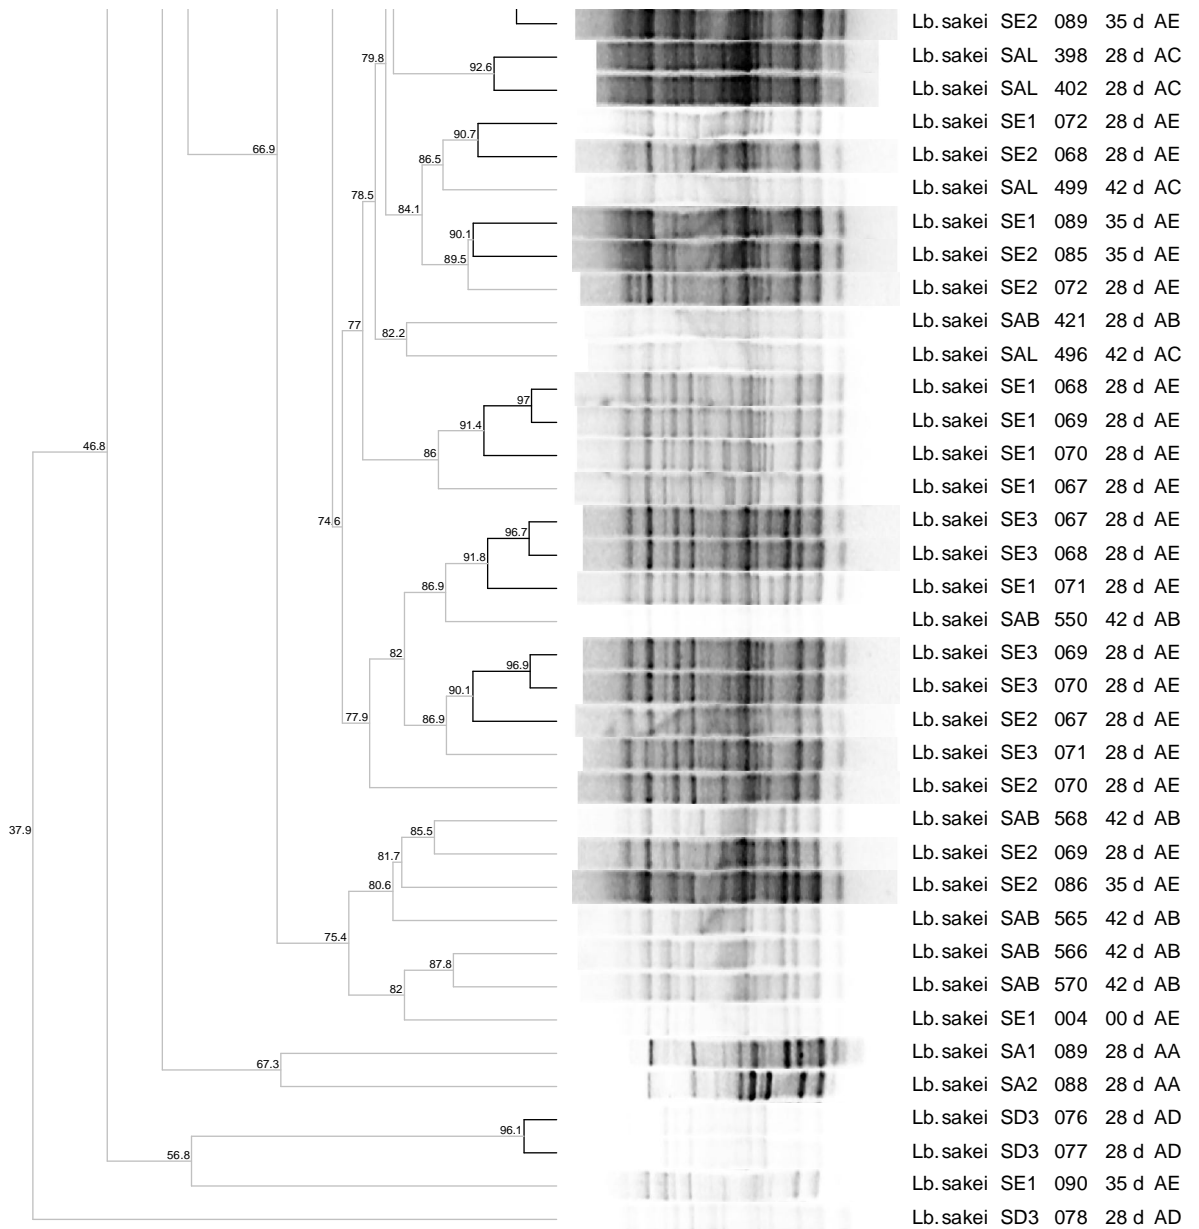 Lb.sakei SE2 089 35 d AE
79.8
Lb.sakei SAL 398 28 d AC
92.6
Lb.sakei SAL 402 28 d AC
Lb.sakei SE1 072 28 d AE
90.7
66.9
Lb.sakei SE2 068 28 d AE
86.5
Lb.sakei SAL 499 42 d AC
78.5
84.1
Lb.sakei SE1 089 35 d AE
90.1
Lb.sakei SE2 085 35 d AE
89.5
Lb.sakei SE2 072 28 d AE
Lb.sakei SAB 421 28 d AB
77
82.2
Lb.sakei SAL 496 42 d AC
Lb.sakei SE1 068 28 d AE
97
Lb.sakei SE1 069 28 d AE
91.4
46.8
86
Lb.sakei SE1 070 28 d AE
Lb.sakei SE1 067 28 d AE
74.6
Lb.sakei SE3 067 28 d AE
96.7
Lb.sakei SE3 068 28 d AE
91.8
Lb.sakei SE1 071 28 d AE
86.9
Lb.sakei SAB 550 42 d AB
82
Lb.sakei SE3 069 28 d AE
96.9
Lb.sakei SE3 070 28 d AE
90.1
77.9
86.9
Lb.sakei SE2 067 28 d AE
Lb.sakei SE3 071 28 d AE
Lb.sakei SE2 070 28 d AE
Lb.sakei SAB 568 42 d AB
37.9
85.5
Lb.sakei SE2 069 28 d AE
81.7
80.6
Lb.sakei SE2 086 35 d AE
Lb.sakei SAB 565 42 d AB
75.4
Lb.sakei SAB 566 42 d AB
87.8
Lb.sakei SAB 570 42 d AB
82
Lb.sakei SE1 004 00 d AE
Lb.sakei SA1 089 28 d AA
67.3
Lb.sakei SA2 088 28 d AA
Lb.sakei SD3 076 28 d AD
96.1
Lb.sakei SD3 077 28 d AD
56.8
Lb.sakei SE1 090 35 d AE
Lb.sakei SD3 078 28 d AD